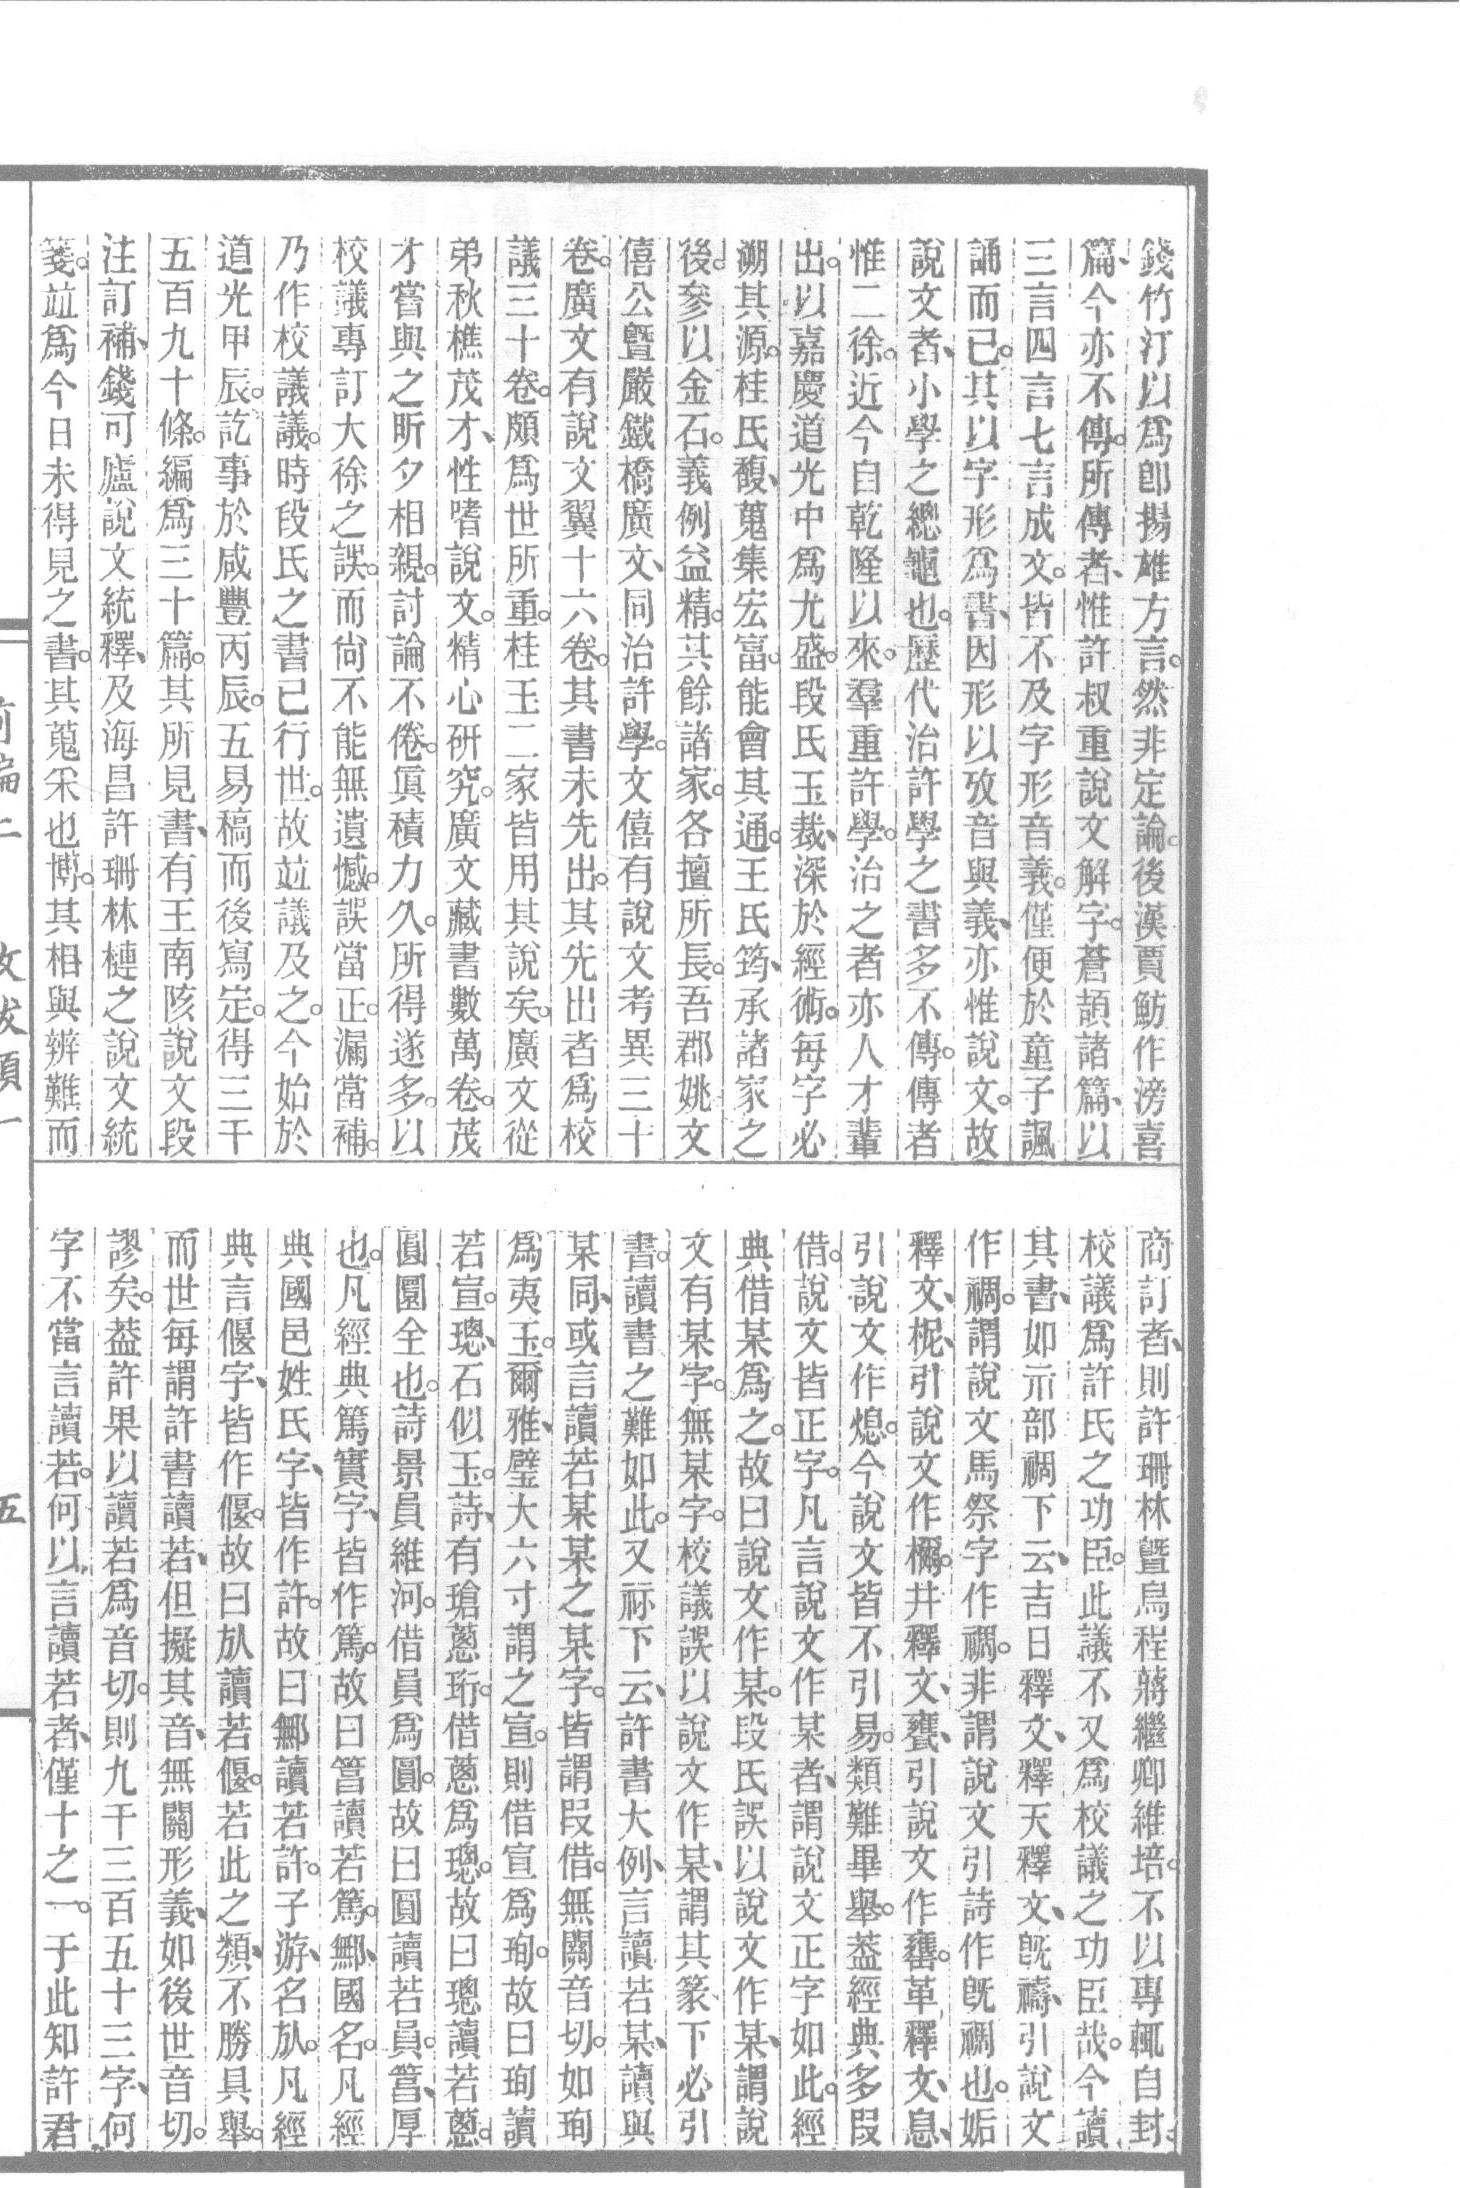 錢竹汀以爲卽揚雄方言。然非定論。後漢賈魴作滂喜
篇、今亦不傳。所傳者、惟許叔重說文解字。蒼頡諸篇、以
三言四言七言成文。皆不及字形音義。僅便於童子諷
誦而已。其以字形爲書、因形以攷音與義、亦惟說文。故
說文者、小學之總龜也。歷代治許學之書多不傳。傳者
惟二徐。近今自乾隆以來。羣重許學。治之者亦人才輩
出。以嘉慶道光中爲尤盛。段氏玉裁、深於經術。每字必
溯其源。桂氏馥、蒐集宏富。能會其通。王氏筠、承諸家之
後。參以金石。義例益精。其餘諸家。各擅所長。吾郡姚文
僖公曁嚴鐵橋廣文、同治許學。文僖有說文考異三十
卷。廣文有說文翼十六卷。其書未先出。其先出者爲校
議三十卷。頗爲世所重。桂王二家皆用其說矣。廣文從
弟秋樵茂才、性嗜說文。精心研究。廣文藏書數萬卷。茂
才嘗與之昕夕相親。討論不倦。眞積力久。所得遂多。以
校議專訂大徐之誤。而尙不能無遺憾。誤當正。漏當補。
乃作校議議。時段氏之書已行世。故竝議及之。今始於
道光甲辰。訖事於咸豐丙辰。五易稿而後寫定。得三千
五百九十條。編爲三十篇。其所見書、有王南陔說文段
注訂補、錢可廬說文統釋、及海昌許珊林槤之說文統
箋。竝爲今日未得見之書。其蒐采也博。其相與辨難而
商訂者、則許珊林曁烏程蔣繼卿維培。不以專輒自封、
校議爲許氏之功臣。此議不又爲校議之功臣哉。今讀
其書、如示部禂下云、吉日釋文、釋天釋文、旣禱、引說文
作禂。謂說文馬祭字作禂。非謂說文引詩作旣禂也。姤
釋文、柅、引說文作檷。井釋文、甕、引說文作罋。革釋文、息、
引說文作熄。今說文皆不引易。類難畢舉。葢經典多叚
借。說文皆正字。凡言說文作某者、謂說文正字如此。經
典借某爲之。故曰說文作某。段氏誤以說文作某、謂說
文有某字。無某字。校議誤以說文作某、謂其篆下必引
書。讀書之難如此。又祘下云、許書大例、言讀若某、讀與
某同、或言讀若某某之某字。皆謂叚借。無關音切。如珣
爲夷玉。爾雅、璧大六寸謂之宣。則借宣爲珣。故曰珣讀
若宣。璁、石似玉。詩、有瑲蔥珩。借蔥爲璁。故曰璁讀若蔥。
圓圜全也。詩景員維河。借員爲圓。故曰圓讀若員。䈞、厚
也。凡經典篤實字、皆作篤。故曰䈞讀若篤。鄦、國名。凡經
典國邑姓氏字、皆作許。故曰鄦讀若許。子游、名㫃。凡經
典言偃字、皆作偃。故曰㫃讀若偃。若此之類、不勝具舉。
而世每謂許書讀若、但擬其音、無關形義、如後世音切。
謬矣。葢許果以讀若爲音切。則九千三百五十三字、何
字不當言讀若。何以言讀若者、僅十之一。于此知許君
五